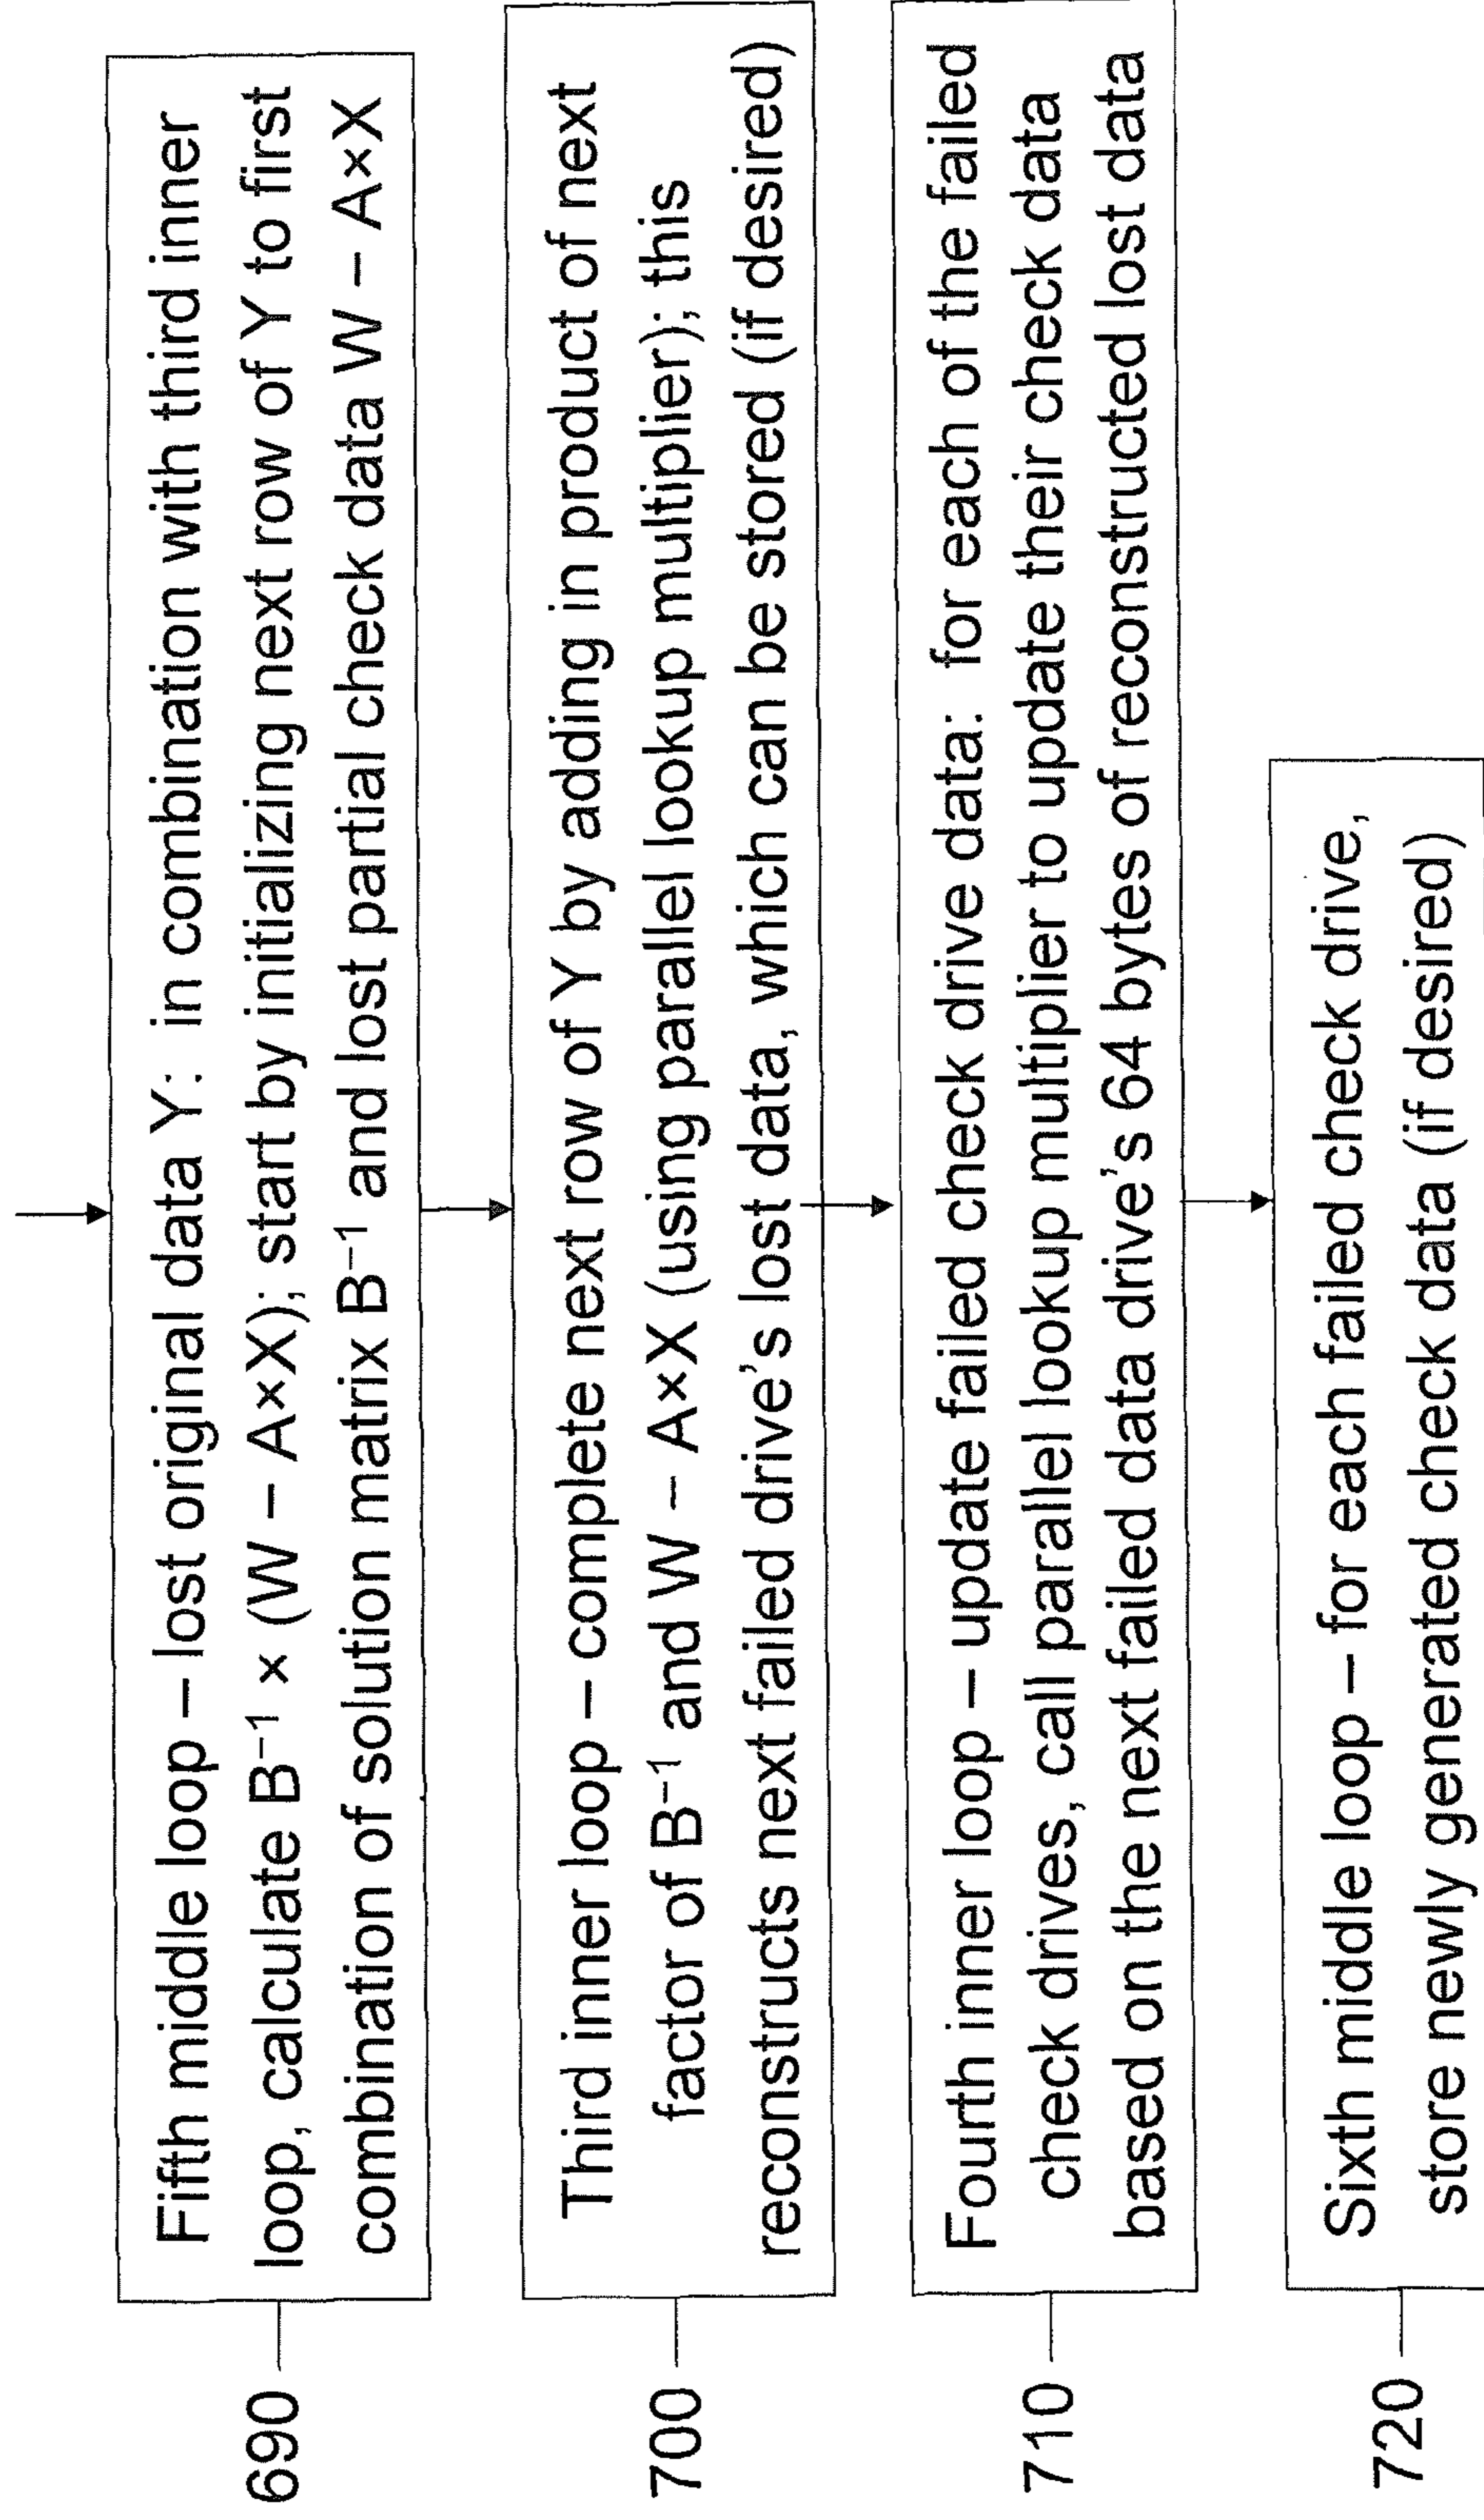 690
Fifth middle loop – lost original data Y: in combination with third inner
loop, calculate B⁻¹ × (W – A×X); start by initializing next row of Y to first
combination of solution matrix B⁻¹ and lost partial check data W – A×X
700
Third inner loop – complete next row of Y by adding in product of next
factor of B⁻¹ and W – A×X (using parallel lookup multiplier); this
reconstructs next failed drive's lost data, which can be stored (if desired)
710
Fourth inner loop – update failed check drive data: for each of the failed
check drives, call parallel lookup multiplier to update their check data
based on the next failed data drive's 64 bytes of reconstructed lost data
720
Sixth middle loop – for each failed check drive,
store newly generated check data (if desired)